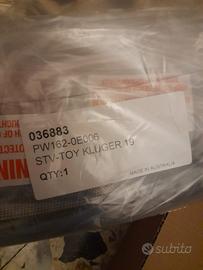 036883
PW162-0E006
STV-TOY KLUGER 19
QTY:1
MADE IN AUSTRALIA
subito